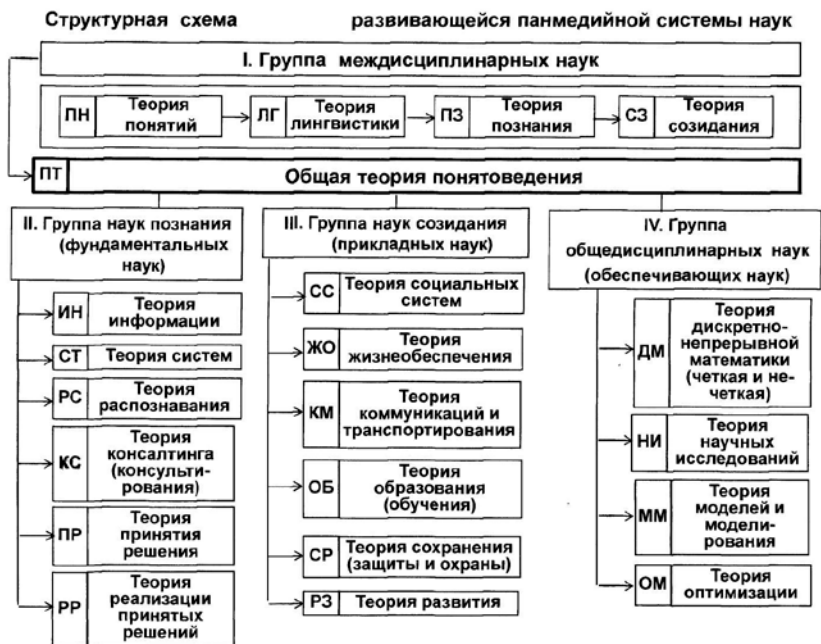 Структурная схема развивающейся панмедийной системы наук
I. Группа междисциплинарных наук
ПН
Теория
понятий
ЛГ
Теория
лингвистики
ПЗ
Теория
познания
СЗ
Теория
созидания
ПТ
Общая теория понятоведения
II. Группа наук познания
(фундаментальных
наук)
ИН
Теория
информации
СТ
Теория систем
РС
Теория
распознавания
КС
Теория
консалтинга
(консульти-
рования)
ПР
Теория
принятия
решения
РР
Теория
реализации
принятых
решений
III. Группа наук созидания
(прикладных наук)
СС
Теория социальных
систем
ЖО
Теория
жизнеобеспечения
КМ
Теория
коммуникаций и
транспортирования
ОБ
Теория
образования
(обучения)
СР
Теория сохранения
(защиты и охраны)
РЗ
Теория развития
IV. Группа
общедисциплинарных наук
(обеспечивающих наук)
ДМ
Теория
дискретно-
непрерывной
математики
(четкая и не-
четкая)
НИ
Теория
научных
исследований
ММ
Теория
моделей и
модели-
рования
ОМ
Теория
оптимизации